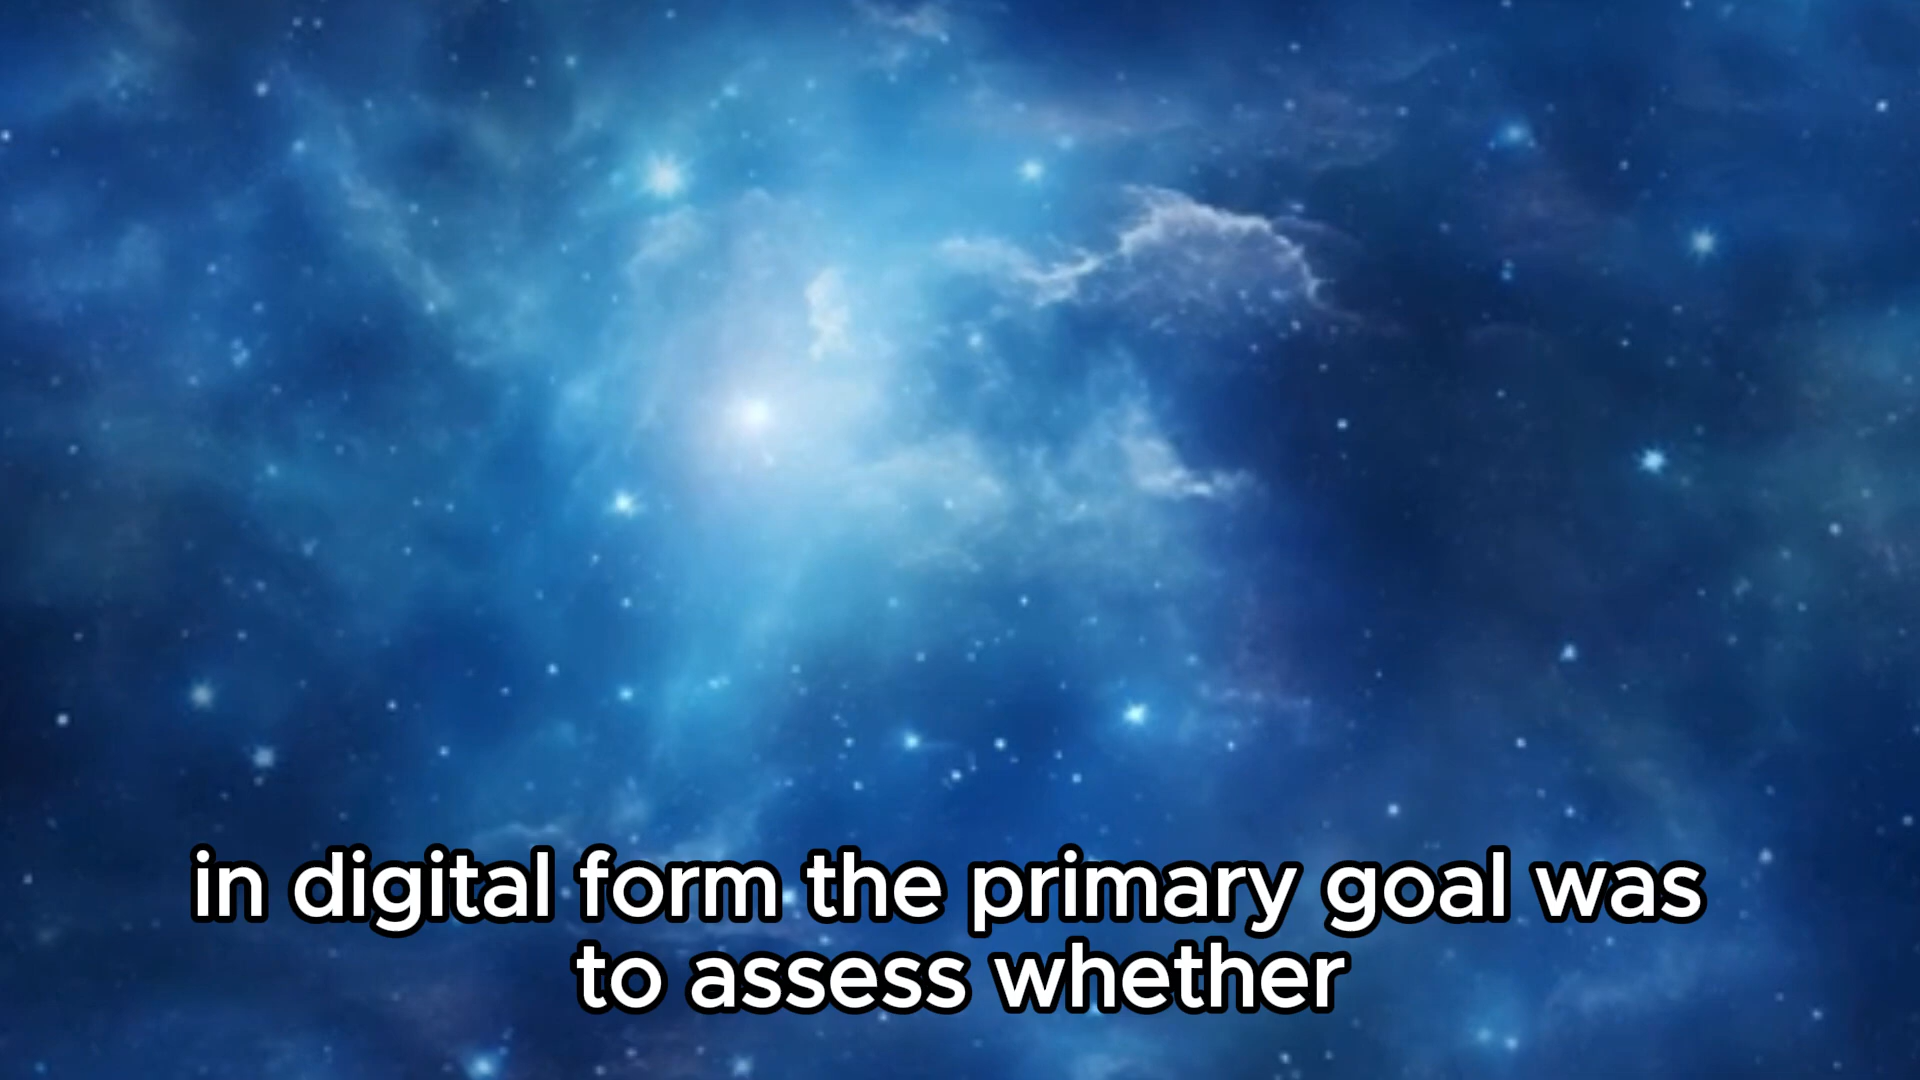 in digital form the primary goal was
to assess whether